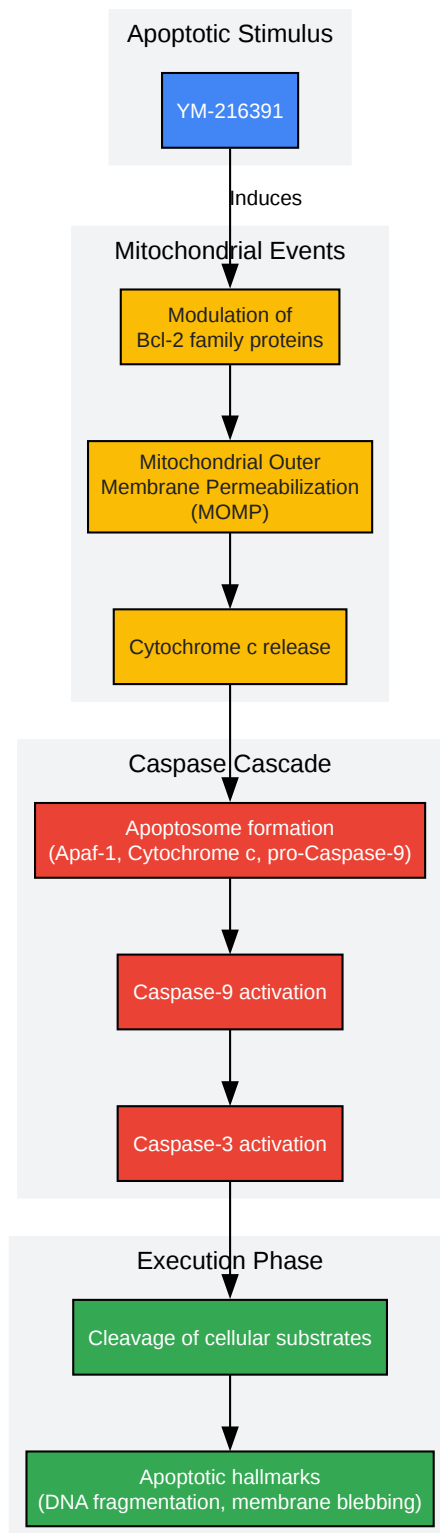 Apoptotic Stimulus
YM-216391
Induces
Mitochondrial Events
Modulation of
Bcl-2 family proteins
Mitochondrial Outer
Membrane Permeabilization
(MOMP)
Cytochrome c release
Caspase Cascade
Apoptosome formation
(Apaf-1, Cytochrome c, pro-Caspase-9)
Caspase-9 activation
Caspase-3 activation
Execution Phase
Cleavage of cellular substrates
Apoptotic hallmarks
(DNA fragmentation, membrane blebbing)